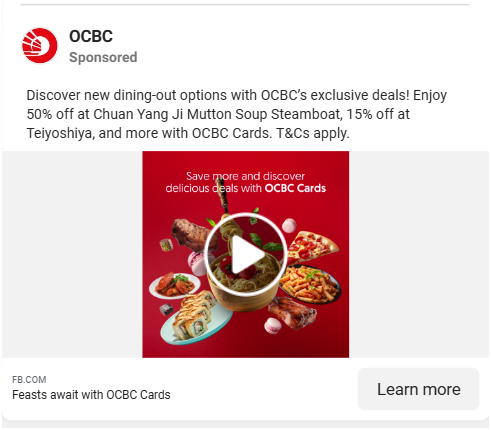 OCBC
Sponsored
Discover new dining-out options with OCBC’s exclusive deals! Enjoy
50% off at Chuan Yang Ji Mutton Soup Steamboat, 15% off at
Teiyoshiya, and more with OCBC Cards. T&Cs apply.
Save more and discover
delicious deals with OCBC Cards
FB.COM
Feasts await with OCBC Cards
Learn more